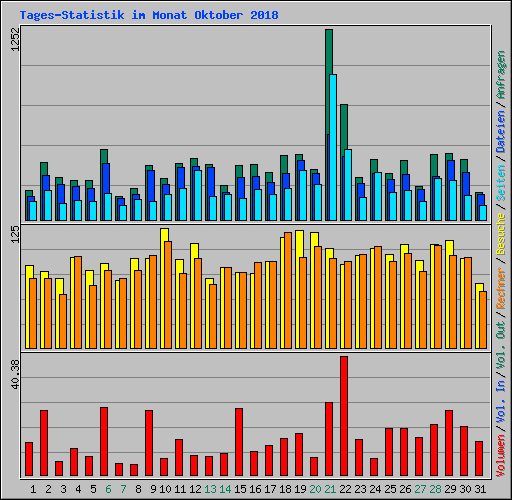 Tages-Statistik im Monat Oktober 2018
1252
125
40.38
Volumen / Vol. In / Vol. Out / Rechner / Besuche / Seiten / Dateien / Anfragen
1 2 3 4 5 6 7 8 9 10 11 12 13 14 15 16 17 18 19 20 21 22 23 24 25 26 27 28 29 30 31